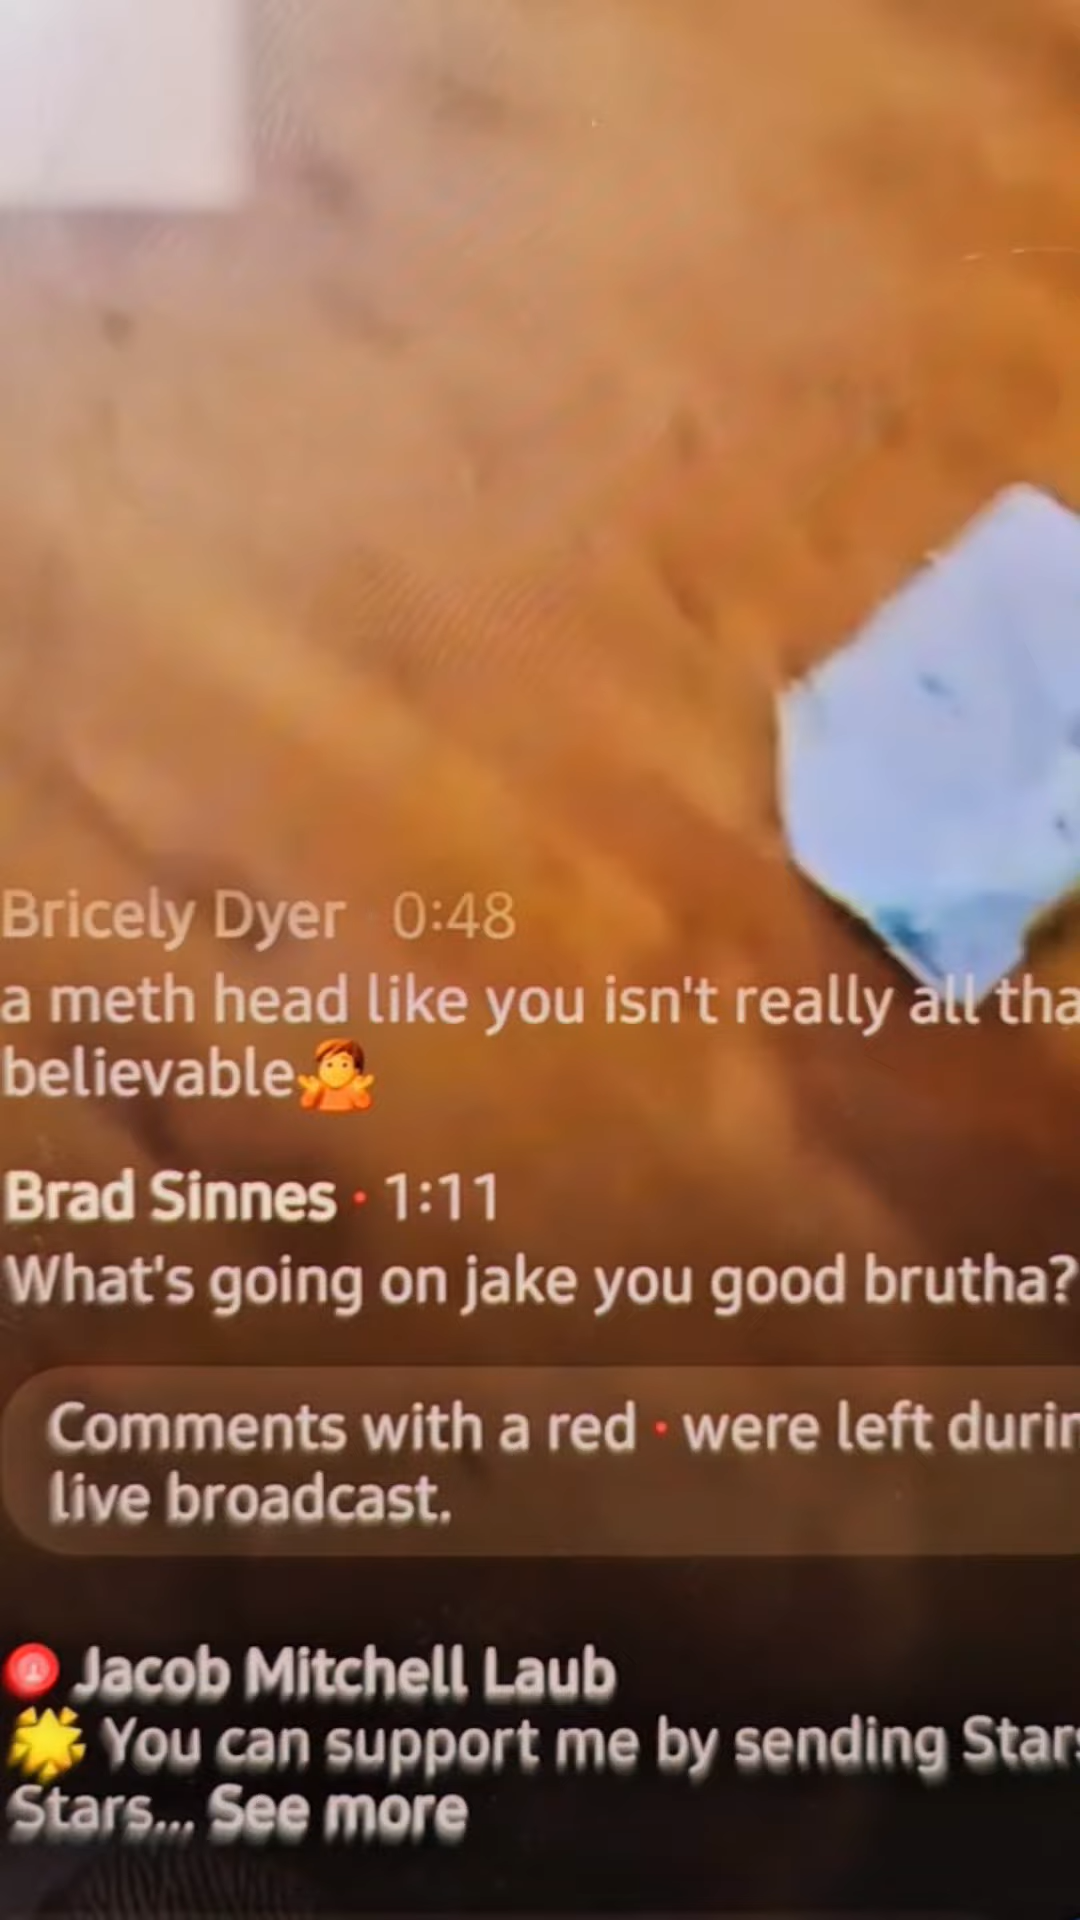 Bricely Dyer · 0:48
a meth head like you isn't really all tha
believable🤷
Brad Sinnes · 1:11
What's going on jake you good brutha?
Comments with a red · were left durin
live broadcast.
Jacob Mitchell Laub
🌟 You can support me by sending Stars
Stars... See more